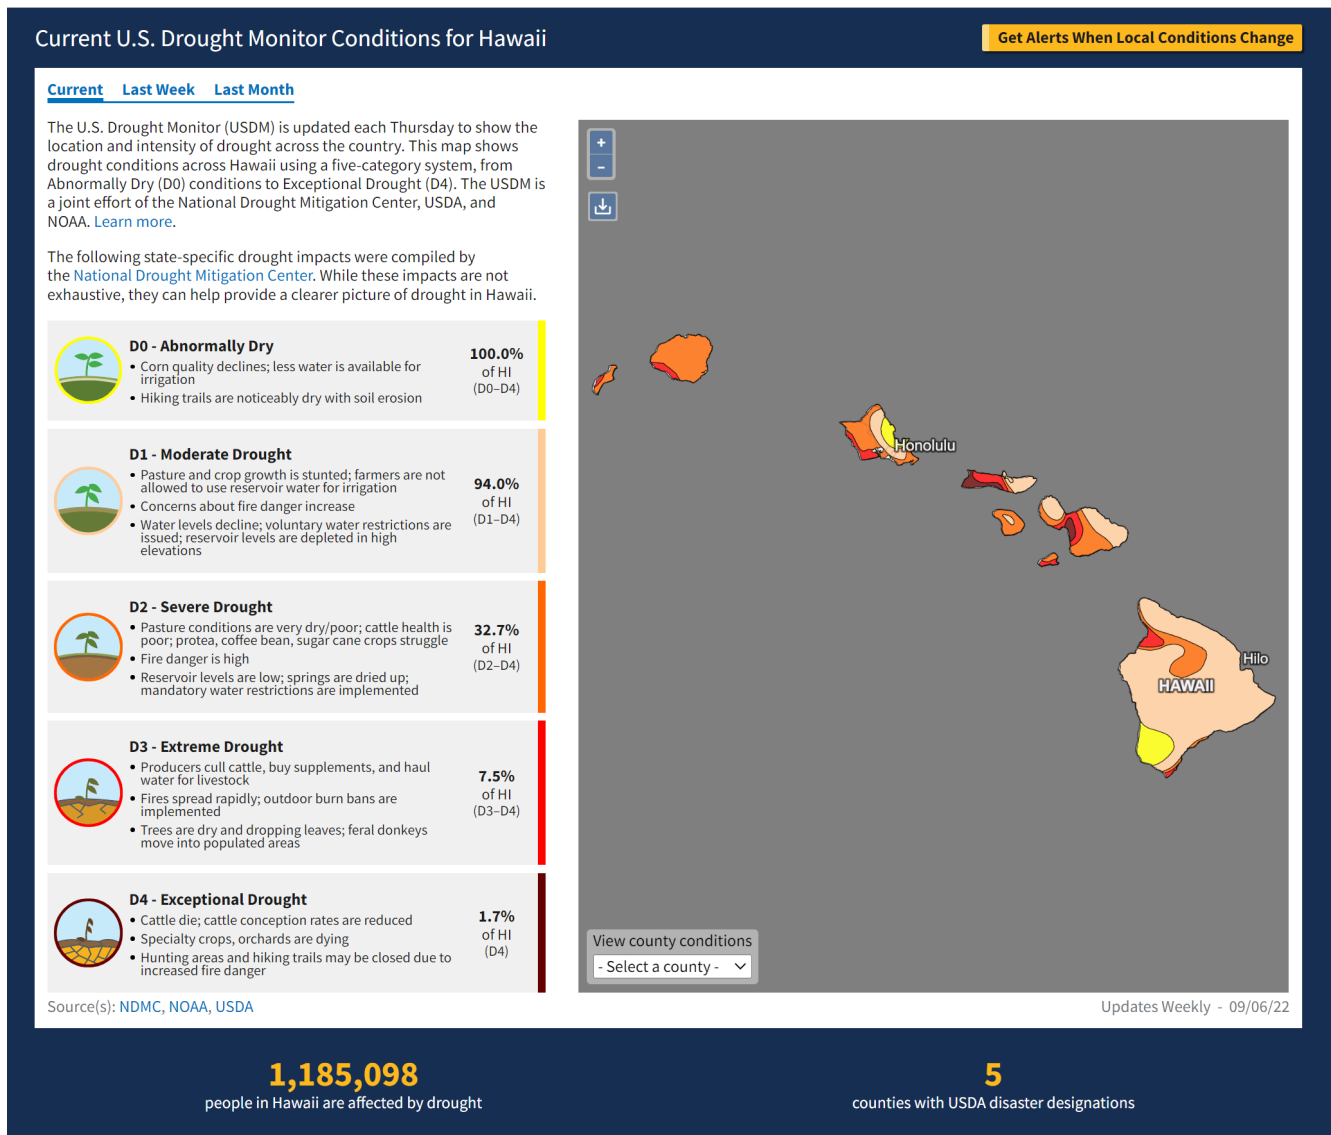 Current U.S. Drought Monitor Conditions for Hawaii
Get Alerts When Local Conditions Change
Current Last Week Last Month
The U.S. Drought Monitor (USDM) is updated each Thursday to show the
location and intensity of drought across the country. This map shows
drought conditions across Hawaii using a five-category system, from
Abnormally Dry (D0) conditions to Exceptional Drought (D4). The USDM is
a joint effort of the National Drought Mitigation Center, USDA, and
NOAA. Learn more.
The following state-specific drought impacts were compiled by
the National Drought Mitigation Center. While these impacts are not
exhaustive, they can help provide a clearer picture of drought in Hawaii.
D0 - Abnormally Dry
• Corn quality declines; less water is available for
irrigation
• Hiking trails are noticeably dry with soil erosion
100.0%
of HI
(D0–D4)
D1 - Moderate Drought
• Pasture and crop growth is stunted; farmers are not
allowed to use reservoir water for irrigation
• Concerns about fire danger increase
• Water levels decline; voluntary water restrictions are
issued; reservoir levels are depleted in high
elevations
94.0%
of HI
(D1–D4)
D2 - Severe Drought
• Pasture conditions are very dry/poor; cattle health is
poor; protea, coffee bean, sugar cane crops struggle
• Fire danger is high
• Reservoir levels are low; springs are dried up;
mandatory water restrictions are implemented
32.7%
of HI
(D2–D4)
D3 - Extreme Drought
• Producers cull cattle, buy supplements, and haul
water for livestock
• Fires spread rapidly; outdoor burn bans are
implemented
• Trees are dry and dropping leaves; feral donkeys
move into populated areas
7.5%
of HI
(D3–D4)
D4 - Exceptional Drought
• Cattle die; cattle conception rates are reduced
• Specialty crops, orchards are dying
• Hunting areas and hiking trails may be closed due to
increased fire danger
1.7%
of HI
(D4)
Source(s): NDMC, NOAA, USDA
+
–
Honolulu
Hilo
HAWAII
View county conditions
- Select a county -
Updates Weekly - 09/06/22
1,185,098
people in Hawaii are affected by drought
5
counties with USDA disaster designations